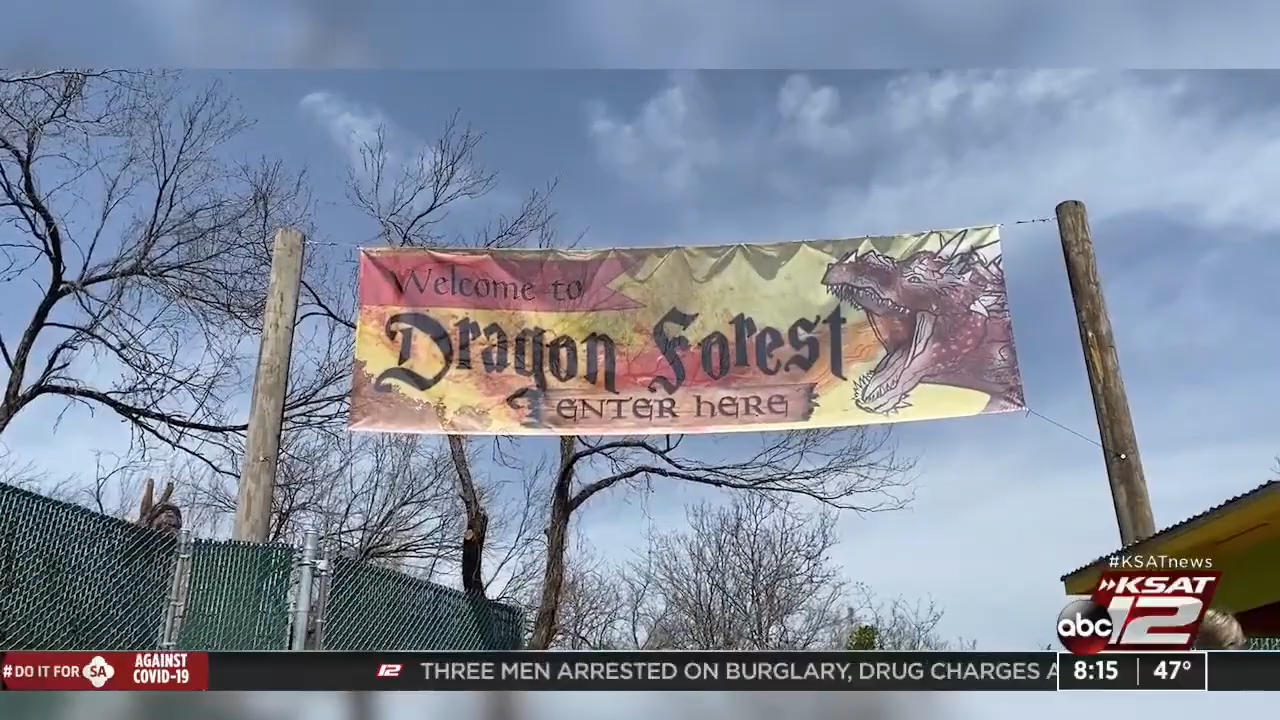 Welcome to
Dragon Forest
ENTER HERE
#KSATnews
KSAT
abc 12
#DO IT FOR SA
AGAINST
COVID-19
12 THREE MEN ARRESTED ON BURGLARY, DRUG CHARGES A
8:15 47°